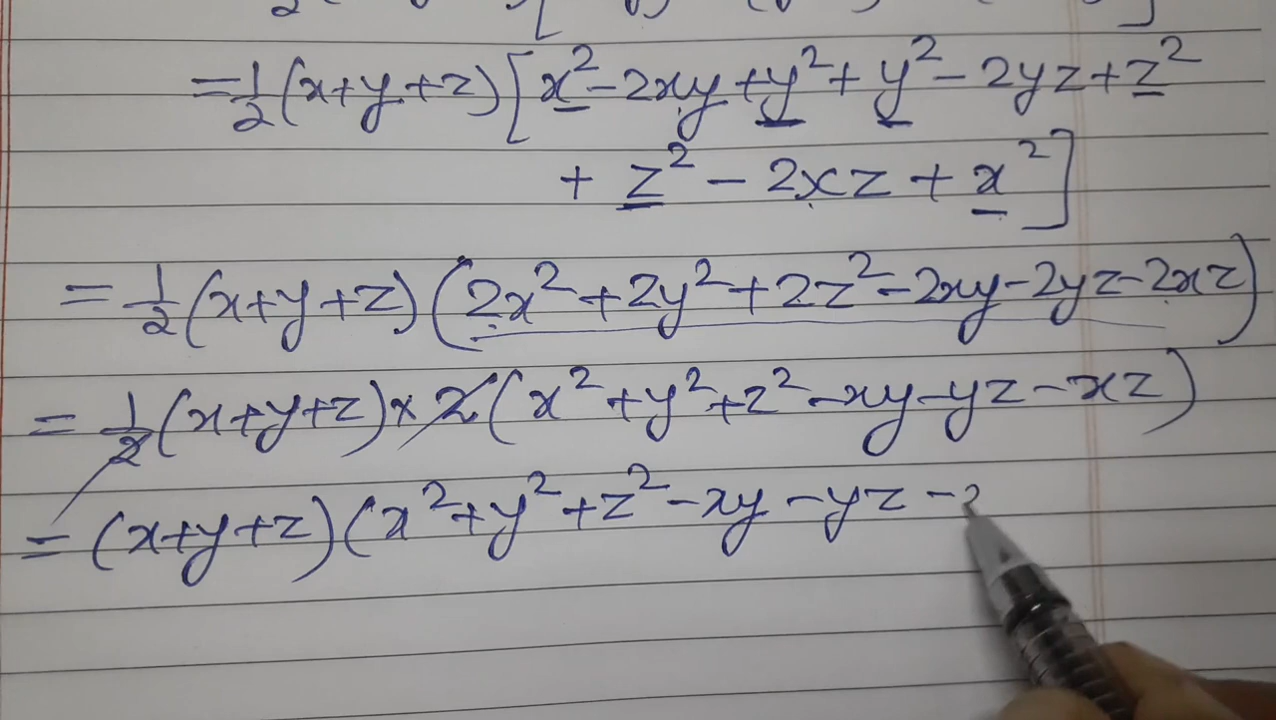 =1/2(x+y+z)[x²-2xy+y²+y²-2yz+z²
+z²-2xz+x²]
=1/2(x+y+z)(2x²+2y²+2z²-2xy-2yz-2xz)
=1/2(x+y+z)×2(x²+y²+z²-xy-yz-xz)
=(x+y+z)(x²+y²+z²-xy-yz-